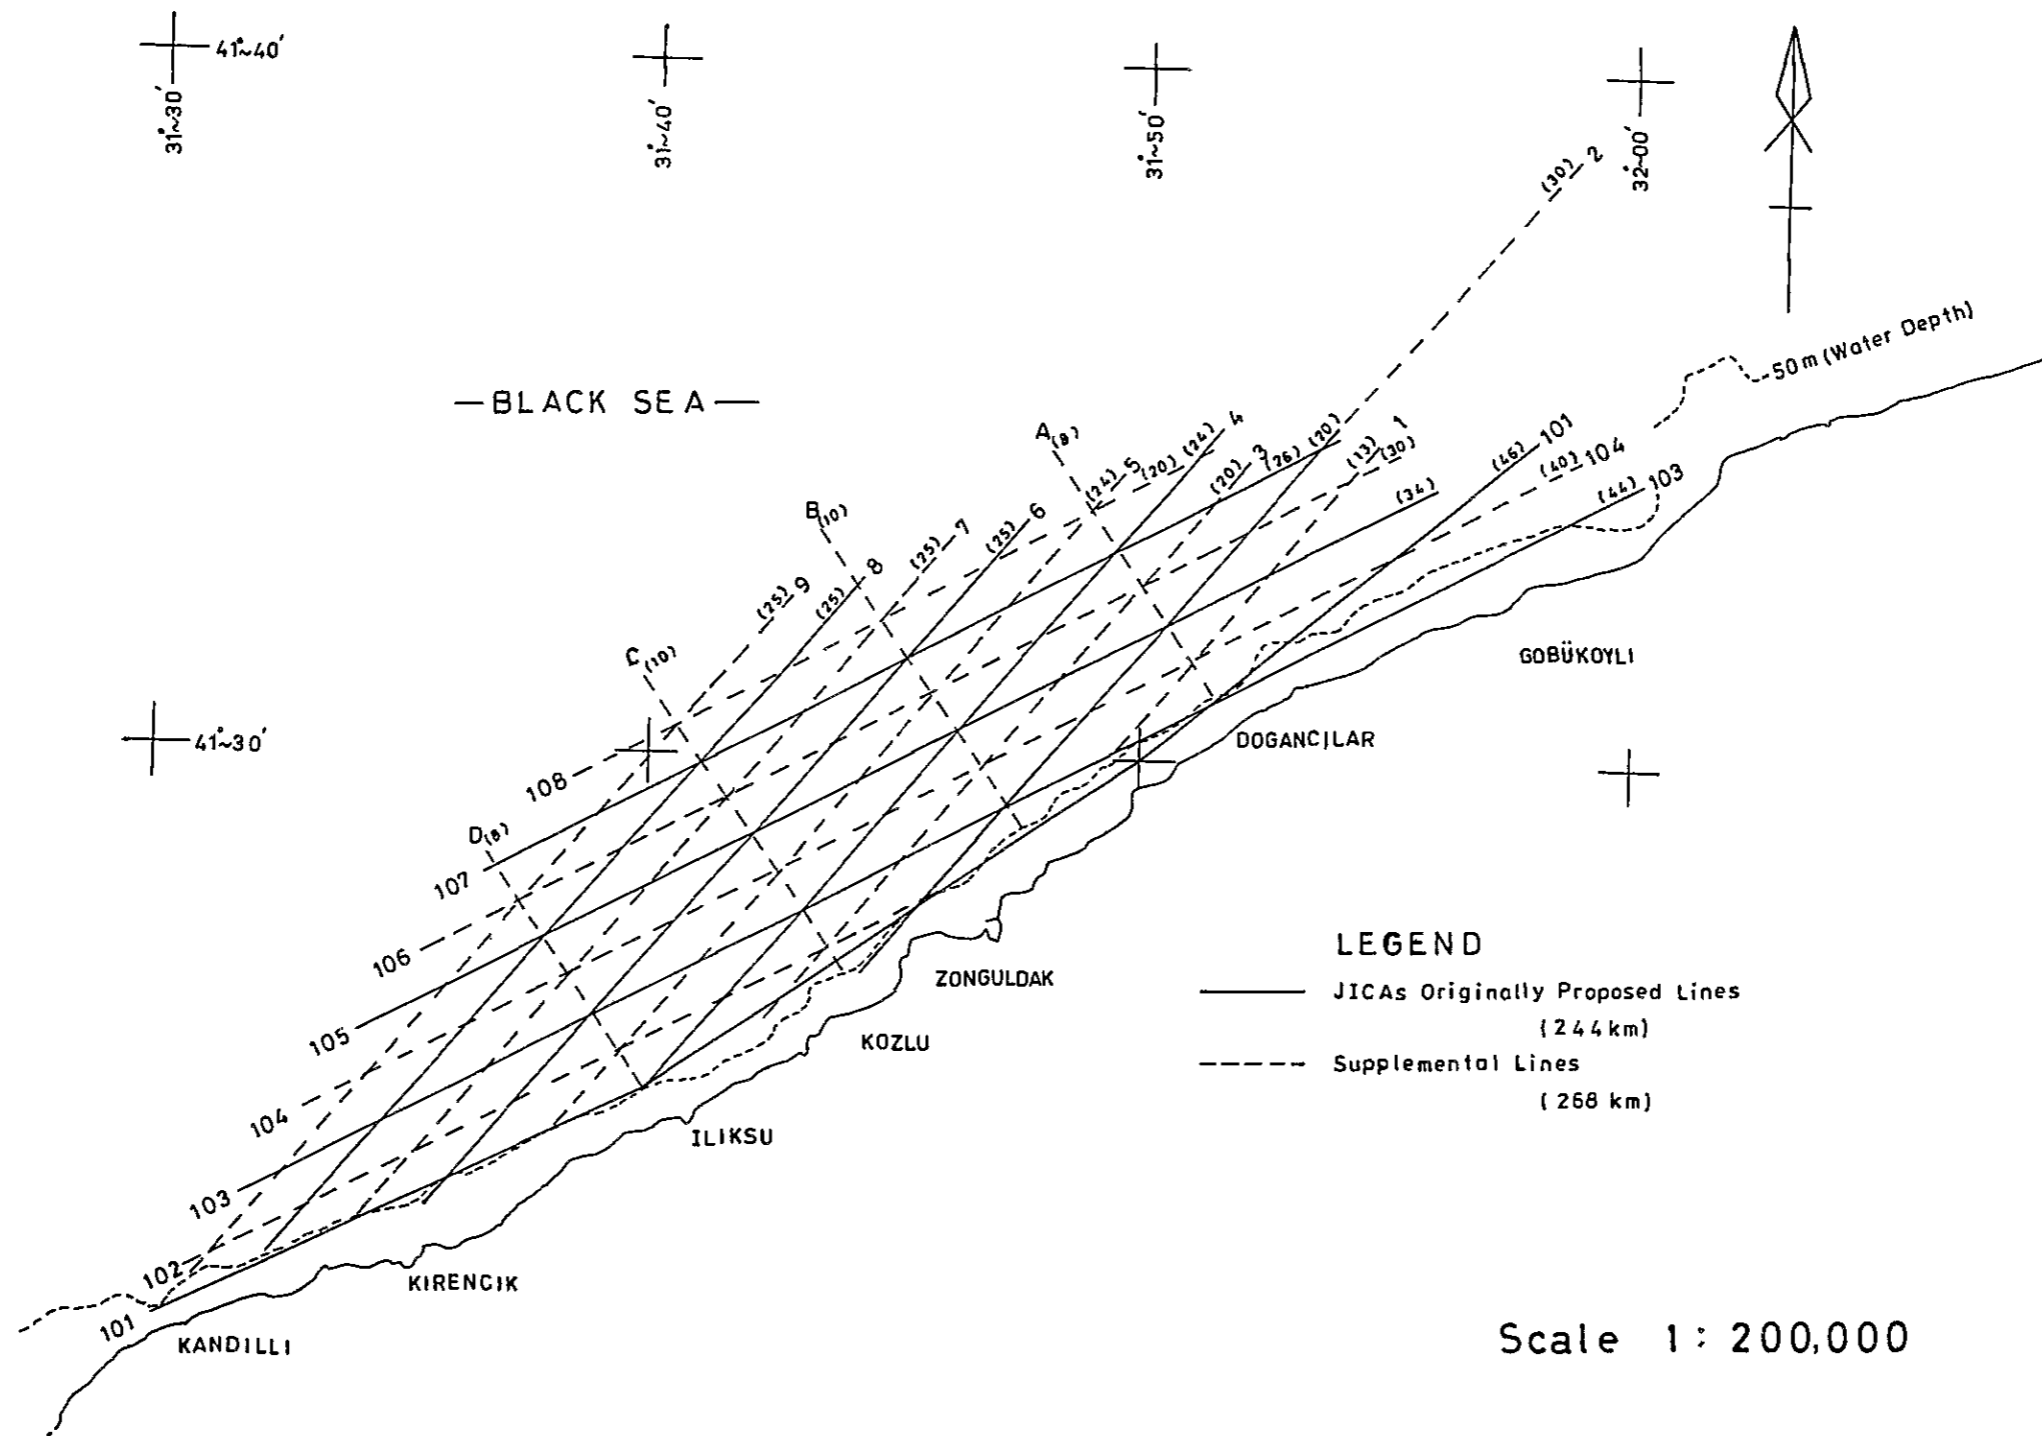 41°~40'
31°~30'
31°~40'
31°~50'
32°~00'
(30) 2
50m (Water Depth)
—BLACK SEA—
A(8)
(24) 5
(20)
(24) 4
(20) 3
(26)
(20)
(13) 1
(30)
(34)
(46) 101
(40) 104
(44) 103
B(10)
(25) 7
(25) 6
(25) 9
(25) 8
C(10)
GOBÜKOYLI
41°~30'
DOGANCILAR
108
D(8)
107
106
105
104
103
102
101
ZONGULDAK
KOZLU
ILIKSU
KIRENCIK
KANDILLI
LEGEND
JICAs Originally Proposed Lines
(244km)
Supplemental Lines
(268 km)
Scale 1 : 200,000